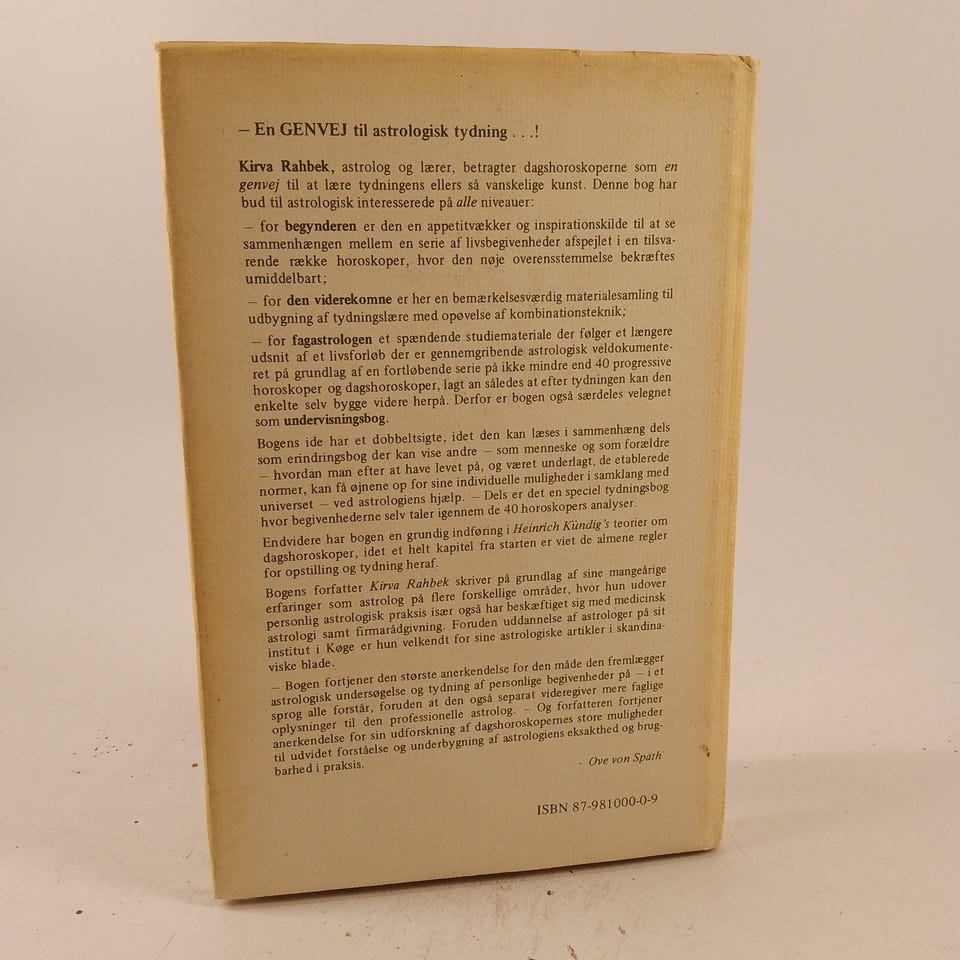 – En GENVEJ til astrologisk tydning . . .!
Kirva Rahbek, astrolog og lærer, betragter dagshoroskoperne som en
genvej til at lære tydningens ellers så vanskelige kunst. Denne bog har
bud til astrologisk interesserede på alle niveauer:
– for begynderen er den en appetitvækker og inspirationskilde til at se
sammenhængen mellem en serie af livsbegivenheder afspejlet i en tilsva-
rende række horoskoper, hvor den nøje overensstemmelse bekræftes
umiddelbart;
– for den viderekomne er her en bemærkelsesværdig materialesamling til
udbygning af tydningslære med opøvelse af kombinationsteknik;
– for fagastrologen et spændende studiemateriale der følger et længere
udsnit af et livsforløb der er gennemgribende astrologisk veldokumente-
ret på grundlag af en fortløbende serie på ikke mindre end 40 progressive
horoskoper og dagshoroskoper, lagt an således at efter tydningen kan den
enkelte selv bygge videre herpå. Derfor er bogen også særdeles velegnet
som undervisningsbog.
Bogens ide har et dobbeltsigte, idet den kan læses i sammenhæng dels
som erindringsbog der kan vise andre – som menneske og som forældre
– hvordan man efter at have levet på, og været underlagt, de etablerede
normer, kan få øjnene op for sine individuelle muligheder i samklang med
universet – ved astrologiens hjælp. – Dels er det en speciel tydningsbog
hvor begivenhederne selv taler igennem de 40 horoskopers analyser.
Endvidere har bogen en grundig indføring i Heinrich Kündig's teorier om
dagshoroskoper, idet et helt kapitel fra starten er viet de almene regler
for opstilling og tydning heraf.
Bogens forfatter Kirva Rahbek skriver på grundlag af sine mangeårige
erfaringer som astrolog på flere forskellige områder, hvor hun udover
personlig astrologisk praksis især også har beskæftiget sig med medicinsk
astrologi samt firmarådgivning. Foruden uddannelse af astrologer på sit
institut i Køge er hun velkendt for sine astrologiske artikler i skandina-
viske blade.
– Bogen fortjener den største anerkendelse for den måde den fremlægger
astrologisk undersøgelse og tydning af personlige begivenheder på – i et
sprog alle forstår, foruden at den også separat videregiver mere faglige
oplysninger til den professionelle astrolog. – Og forfatteren fortjener
anerkendelse for sin udforskning af dagshoroskopernes store muligheder
til udvidet forståelse og underbygning af astrologiens eksakthed og brug-
barhed i praksis.
- Ove von Späth
ISBN 87-981000-0-9